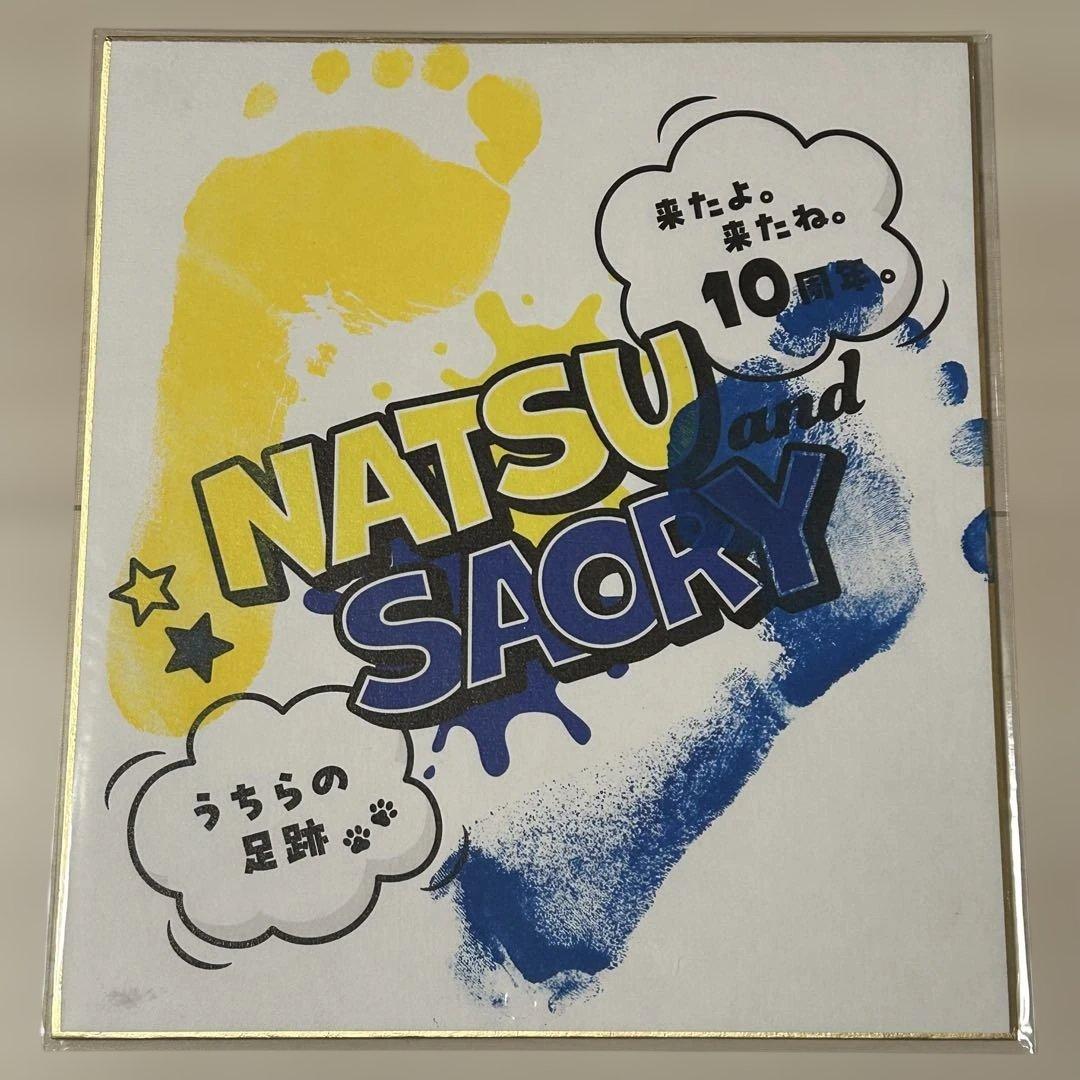 来たよ。
来たね。
10周年。
NATSU
and
SAORY
うちらの
足跡